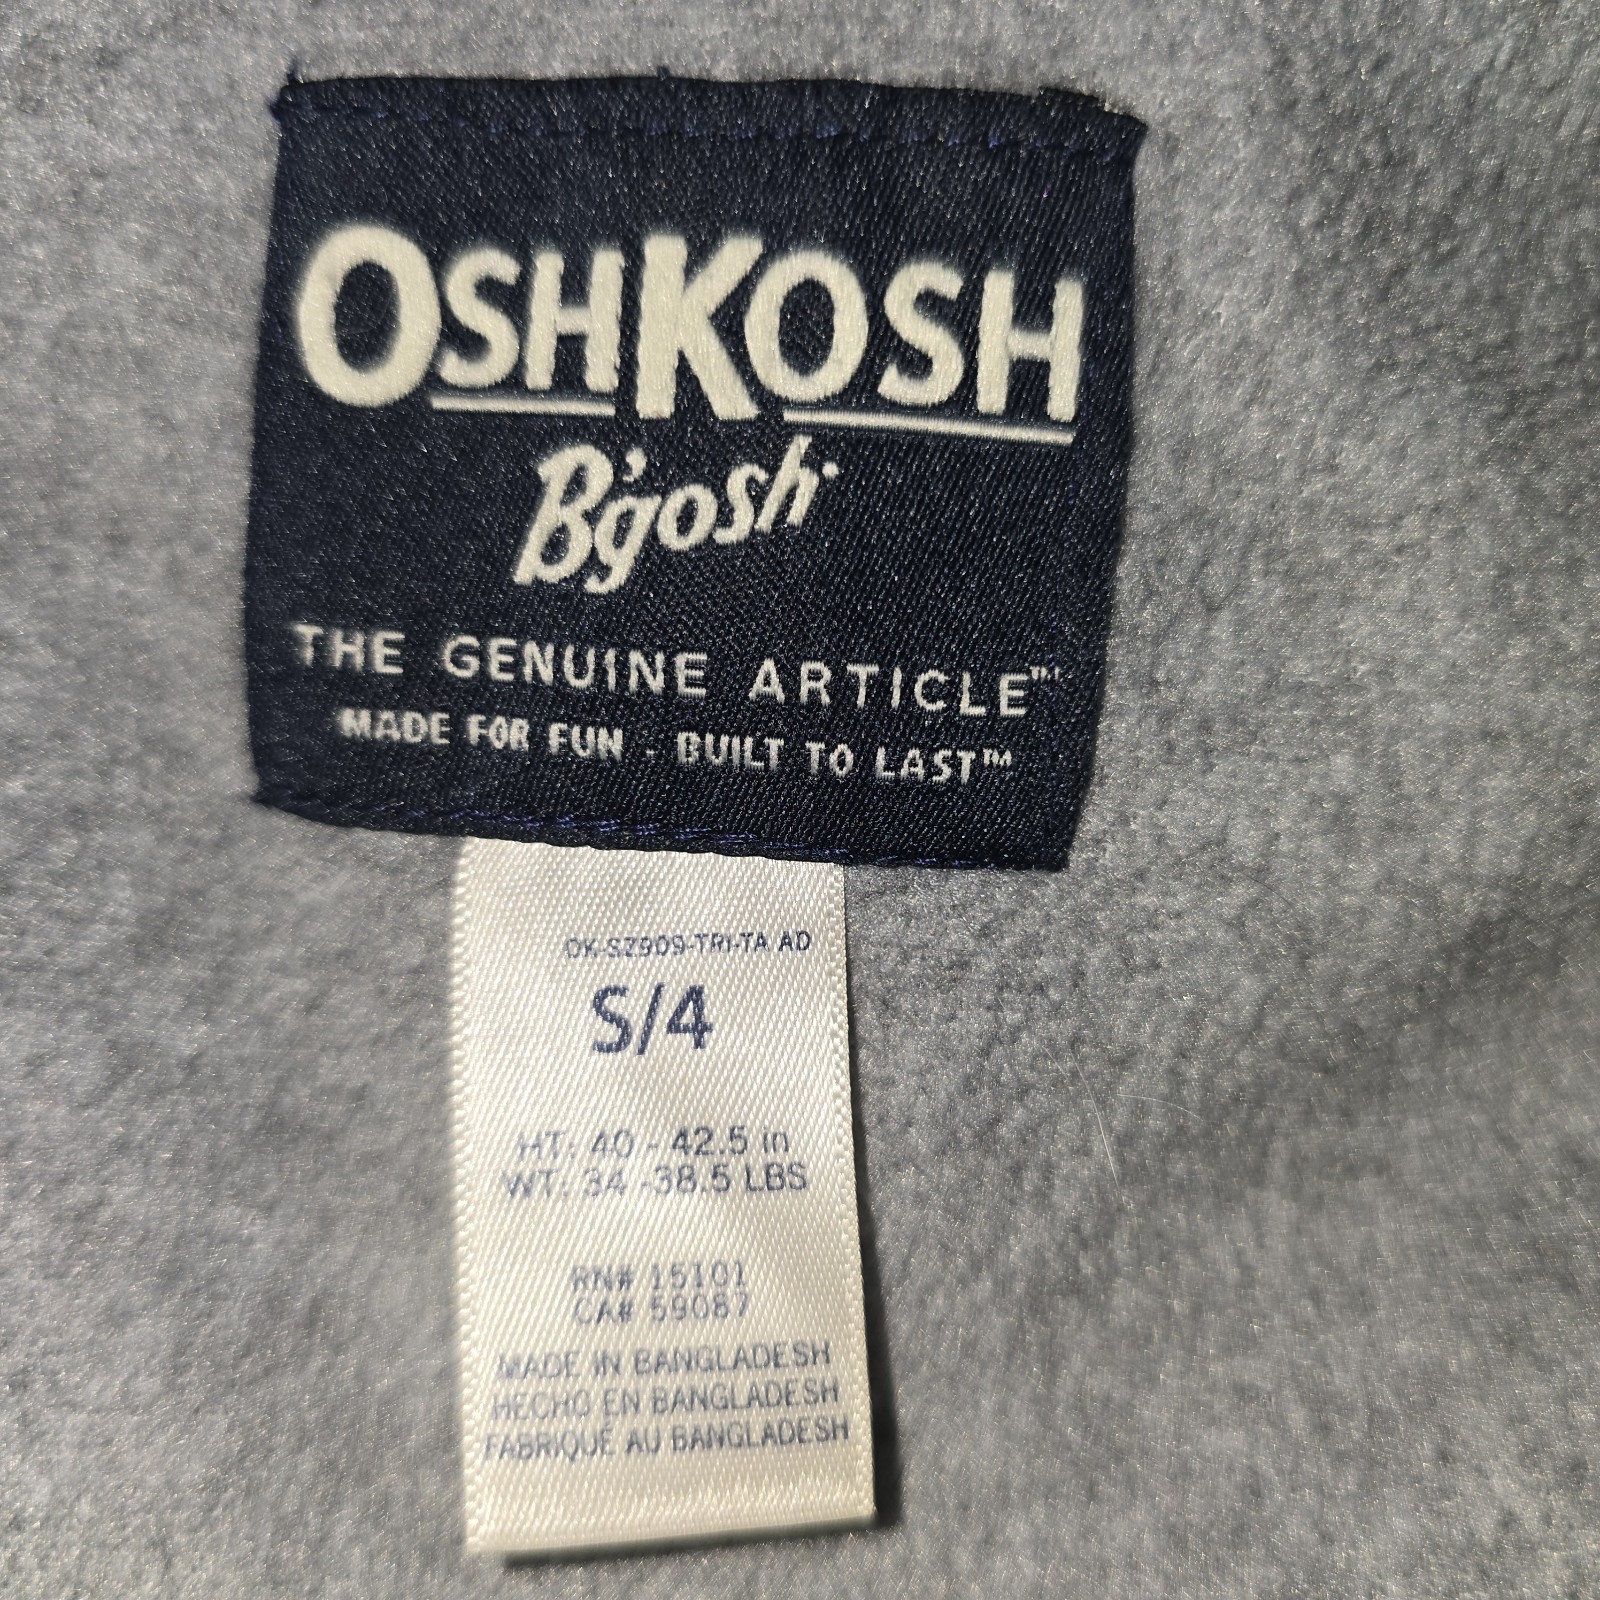 OSHKOSH
B'gosh
THE GENUINE ARTICLE™
MADE FOR FUN - BUILT TO LAST™
OK-SZ909-TRI-TA AD
S/4
HT: 40 - 42.5 in
WT: 34 -38.5 LBS
RN# 15101
CA# 59087
MADE IN BANGLADESH
HECHO EN BANGLADESH
FABRIQUÉ AU BANGLADESH